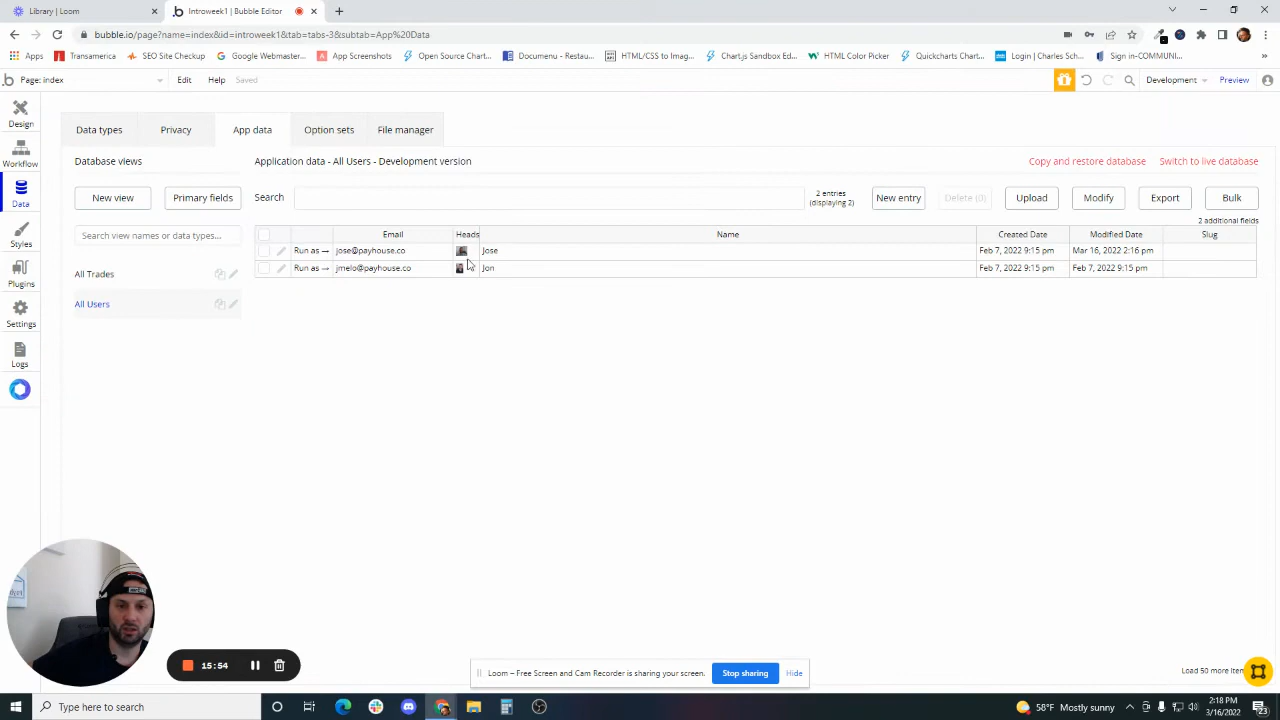 Library | Loom
Introweek1 | Bubble Editor
bubble.io/page?name=index&id=introweek1&tab=tabs-3&subtab=App%20Data
Apps Transamerica SEO Site Checkup Google Webmaster... App Screenshots Open Source Chart... Documenu - Restau... HTML/CSS to Imag... Chart.js Sandbox Ed... HTML Color Picker Quickcharts Chart... Login | Charles Sch... Sign in-COMMUNI... »
Page: index Edit Help Saved Development Preview
Design
Workflow
Data
Styles
Plugins
Settings
Logs
Data types Privacy App data Option sets File manager
Database views Application data - All Users - Development version Copy and restore database Switch to live database
New view Primary fields Search 2 entries
(displaying 2) New entry Delete (0) Upload Modify Export Bulk
2 additional fields
Search view names or data types...
All Trades
All Users
Email Heads Name Created Date Modified Date Slug
Run as → jose@payhouse.co Jose Feb 7, 2022 9:15 pm Mar 16, 2022 2:16 pm
Run as → jmelo@payhouse.co Jon Feb 7, 2022 9:15 pm Feb 7, 2022 9:15 pm
15:54
Loom – Free Screen and Cam Recorder is sharing your screen. Stop sharing Hide
Type here to search
58°F Mostly sunny
2:18 PM
3/16/2022
23